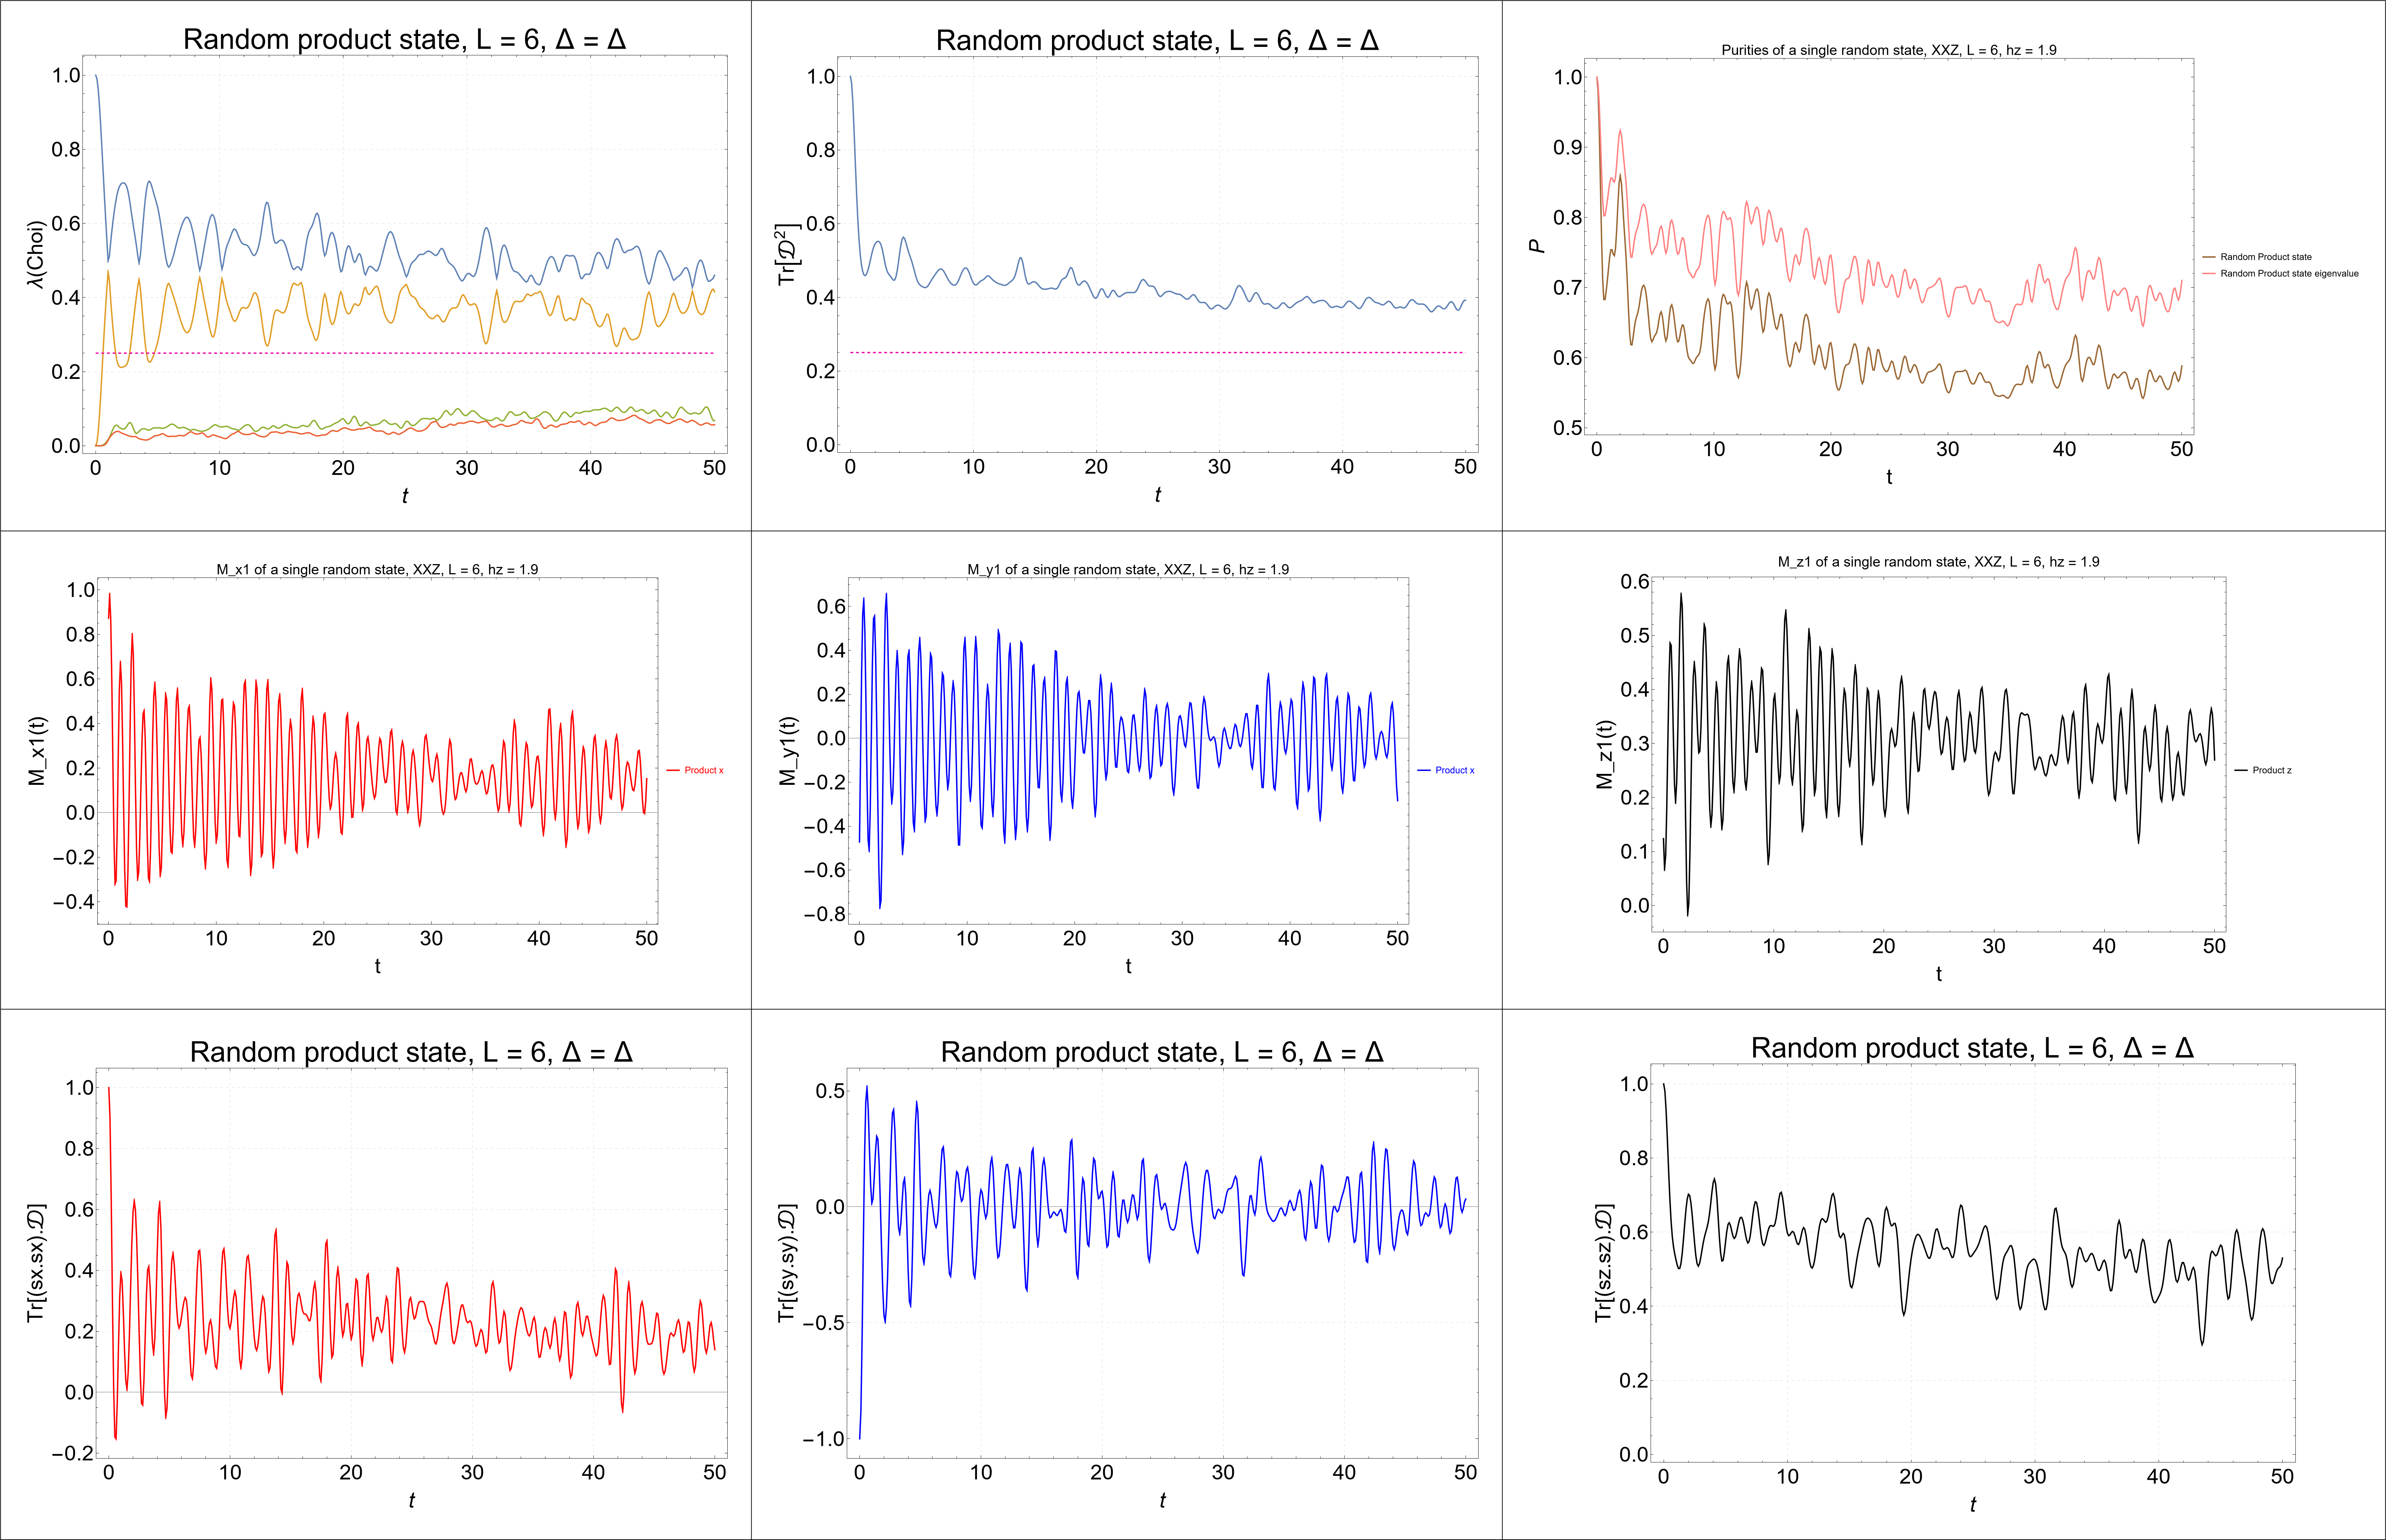 Random product state, L = 6, Δ = Δ
1.0
0.8
0.6
0.4
0.2
0.0
λ(Choi)
0 10 20 30 40 50
t
Random product state, L = 6, Δ = Δ
1.0
0.8
0.6
0.4
0.2
0.0
Tr[𝒟²]
0 10 20 30 40 50
t
Purities of a single random state, XXZ, L = 6, hz = 1.9
1.0
0.9
0.8
0.7
0.6
0.5
P
0 10 20 30 40 50
t
Random Product state
Random Product state eigenvalue
M_x1 of a single random state, XXZ, L = 6, hz = 1.9
1.0
0.8
0.6
0.4
0.2
0.0
−0.2
−0.4
M_x1(t)
0 10 20 30 40 50
t
Product x
M_y1 of a single random state, XXZ, L = 6, hz = 1.9
0.6
0.4
0.2
0.0
−0.2
−0.4
−0.6
−0.8
M_y1(t)
0 10 20 30 40 50
t
Product x
M_z1 of a single random state, XXZ, L = 6, hz = 1.9
0.6
0.5
0.4
0.3
0.2
0.1
0.0
M_z1(t)
0 10 20 30 40 50
t
Product z
Random product state, L = 6, Δ = Δ
1.0
0.8
0.6
0.4
0.2
0.0
−0.2
Tr[(sx.sx).𝒟]
0 10 20 30 40 50
t
Random product state, L = 6, Δ = Δ
0.5
0.0
−0.5
−1.0
Tr[(sy.sy).𝒟]
0 10 20 30 40 50
t
Random product state, L = 6, Δ = Δ
1.0
0.8
0.6
0.4
0.2
0.0
Tr[(sz.sz).𝒟]
0 10 20 30 40 50
t